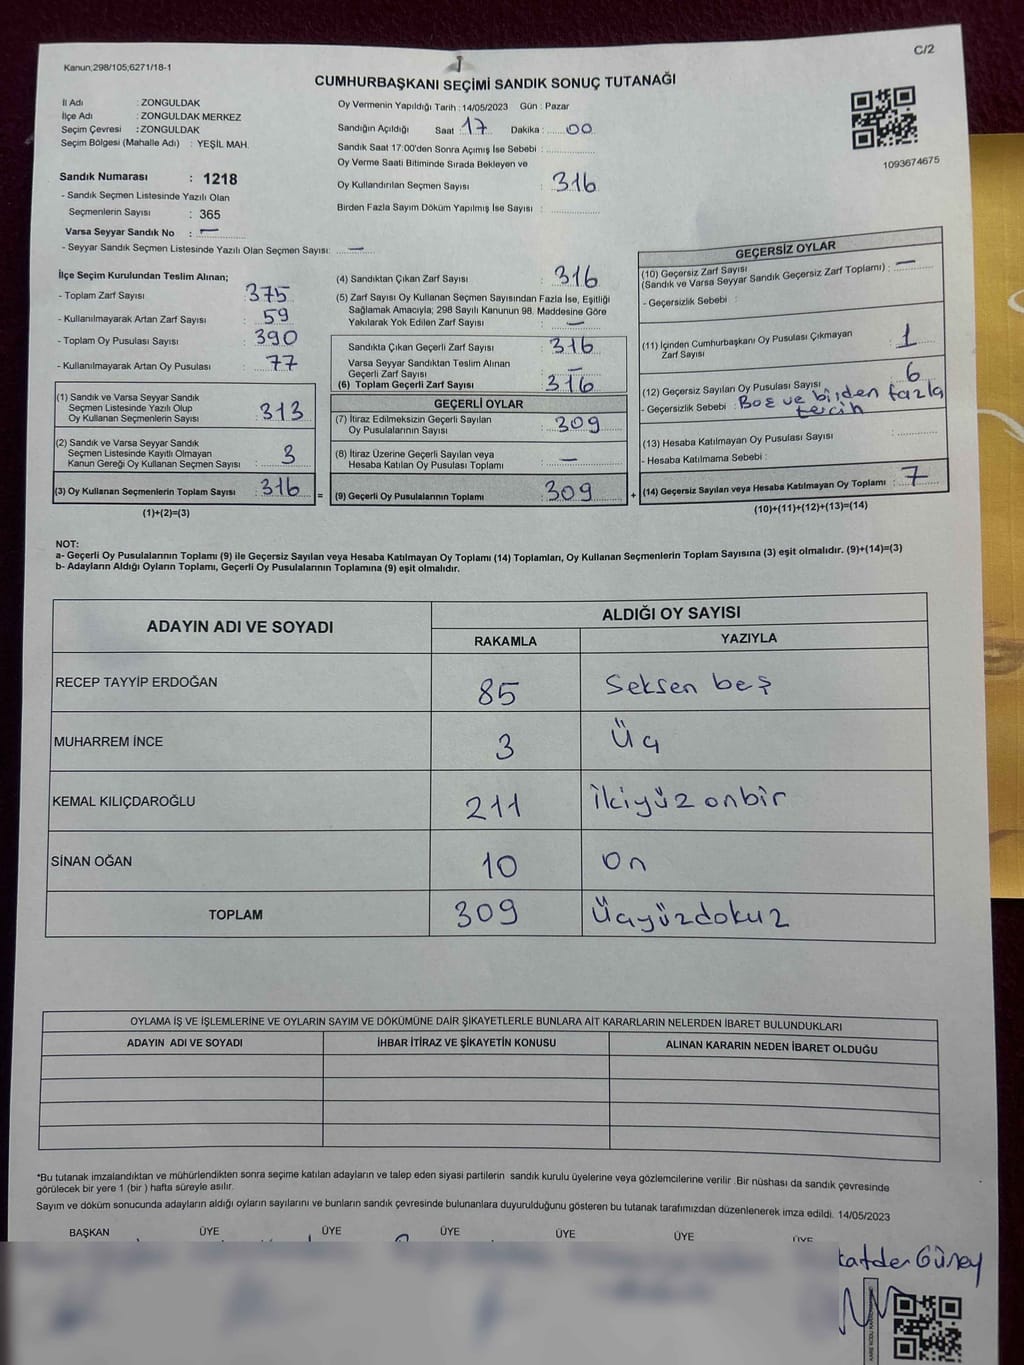 C/2
Kanun;298/105;6271/18-1
CUMHURBAŞKANI SEÇİMİ SANDIK SONUÇ TUTANAĞI
İl Adı : ZONGULDAK
İlçe Adı : ZONGULDAK MERKEZ
Seçim Çevresi : ZONGULDAK
Seçim Bölgesi (Mahalle Adı) : YEŞİL MAH.
Sandık Numarası : 1218
- Sandık Seçmen Listesinde Yazılı Olan
Seçmenlerin Sayısı : 365
Varsa Seyyar Sandık No : —
- Seyyar Sandık Seçmen Listesinde Yazılı Olan Seçmen Sayısı: —
Oy Vermenin Yapıldığı Tarih : 14/05/2023 Gün : Pazar
Sandığın Açıldığı Saat : 17 Dakika : 00
Sandık Saat 17:00'den Sonra Açımış İse Sebebi :
Oy Verme Saati Bitiminde Sırada Bekleyen ve
Oy Kullandırılan Seçmen Sayısı : 316
Birden Fazla Sayım Döküm Yapılmış İse Sayısı :
1093674675
İlçe Seçim Kurulundan Teslim Alınan;
- Toplam Zarf Sayısı : 375
- Kullanılmayarak Artan Zarf Sayısı : 59
- Toplam Oy Pusulası Sayısı : 390
- Kullanılmayarak Artan Oy Pusulası : 77
(1) Sandık ve Varsa Seyyar Sandık
Seçmen Listesinde Yazılı Olup
Oy Kullanan Seçmenlerin Sayısı : 313
(2) Sandık ve Varsa Seyyar Sandık
Seçmen Listesinde Kayıtlı Olmayan
Kanun Gereği Oy Kullanan Seçmen Sayısı : 3
(3) Oy Kullanan Seçmenlerin Toplam Sayısı : 316 =
(1)+(2)=(3)
(4) Sandıktan Çıkan Zarf Sayısı : 316
(5) Zarf Sayısı Oy Kullanan Seçmen Sayısından Fazla İse, Eşitliği
Sağlamak Amacıyla; 298 Sayılı Kanunun 98. Maddesine Göre
Yakılarak Yok Edilen Zarf Sayısı : —
Sandıkta Çıkan Geçerli Zarf Sayısı : 316
Varsa Seyyar Sandıktan Teslim Alınan
Geçerli Zarf Sayısı : —
(6) Toplam Geçerli Zarf Sayısı : 316
GEÇERLİ OYLAR
(7) İtiraz Edilmeksizin Geçerli Sayılan
Oy Pusulalarının Sayısı : 309
(8) İtiraz Üzerine Geçerli Sayılan veya
Hesaba Katılan Oy Pusulası Toplamı : —
(9) Geçerli Oy Pusulalarının Toplamı : 309 +
GEÇERSİZ OYLAR
(10) Geçersiz Zarf Sayısı
(Sandık ve Varsa Seyyar Sandık Geçersiz Zarf Toplamı) : —
- Geçersizlik Sebebi :
(11) İçinden Cumhurbaşkanı Oy Pusulası Çıkmayan
Zarf Sayısı : 1
(12) Geçersiz Sayılan Oy Pusulası Sayısı : 6
- Geçersizlik Sebebi : Boş ve birden fazla
tercih
(13) Hesaba Katılmayan Oy Pusulası Sayısı :
- Hesaba Katılmama Sebebi :
(14) Geçersiz Sayılan veya Hesaba Katılmayan Oy Toplamı : 7
(10)+(11)+(12)+(13)=(14)
NOT:
a- Geçerli Oy Pusulalarının Toplamı (9) ile Geçersiz Sayılan veya Hesaba Katılmayan Oy Toplamı (14) Toplamları, Oy Kullanan Seçmenlerin Toplam Sayısına (3) eşit olmalıdır. (9)+(14)=(3)
b- Adayların Aldığı Oyların Toplamı, Geçerli Oy Pusulalarının Toplamına (9) eşit olmalıdır.
ADAYIN ADI VE SOYADI ALDIĞI OY SAYISI
RAKAMLA YAZIYLA
RECEP TAYYIP ERDOĞAN 85 Seksen beş
MUHARREM İNCE 3 Üç
KEMAL KILIÇDAROĞLU 211 İkiyüz onbir
SİNAN OĞAN 10 On
TOPLAM 309 Üçyüzdokuz
OYLAMA İŞ VE İŞLEMLERİNE VE OYLARIN SAYIM VE DÖKÜMÜNE DAİR ŞİKAYETLERLE BUNLARA AİT KARARLARIN NELERDEN İBARET BULUNDUKLARI
ADAYIN ADI VE SOYADI İHBAR İTİRAZ VE ŞİKAYETİN KONUSU ALINAN KARARIN NEDEN İBARET OLDUĞU
*Bu tutanak imzalandıktan ve mühürlendikten sonra seçime katılan adayların ve talep eden siyasi partilerin sandık kurulu üyelerine veya gözlemcilerine verilir .Bir nüshası da sandık çevresinde
görülecek bir yere 1 (bir ) hafta süreyle asılır.
Sayım ve döküm sonucunda adayların aldığı oyların sayılarını ve bunların sandık çevresinde bulunanlara duyurulduğunu gösteren bu tutanak tarafımızdan düzenlenerek imza edildi. 14/05/2023
BAŞKAN ÜYE ÜYE ÜYE ÜYE ÜYE ÜYE
Güney